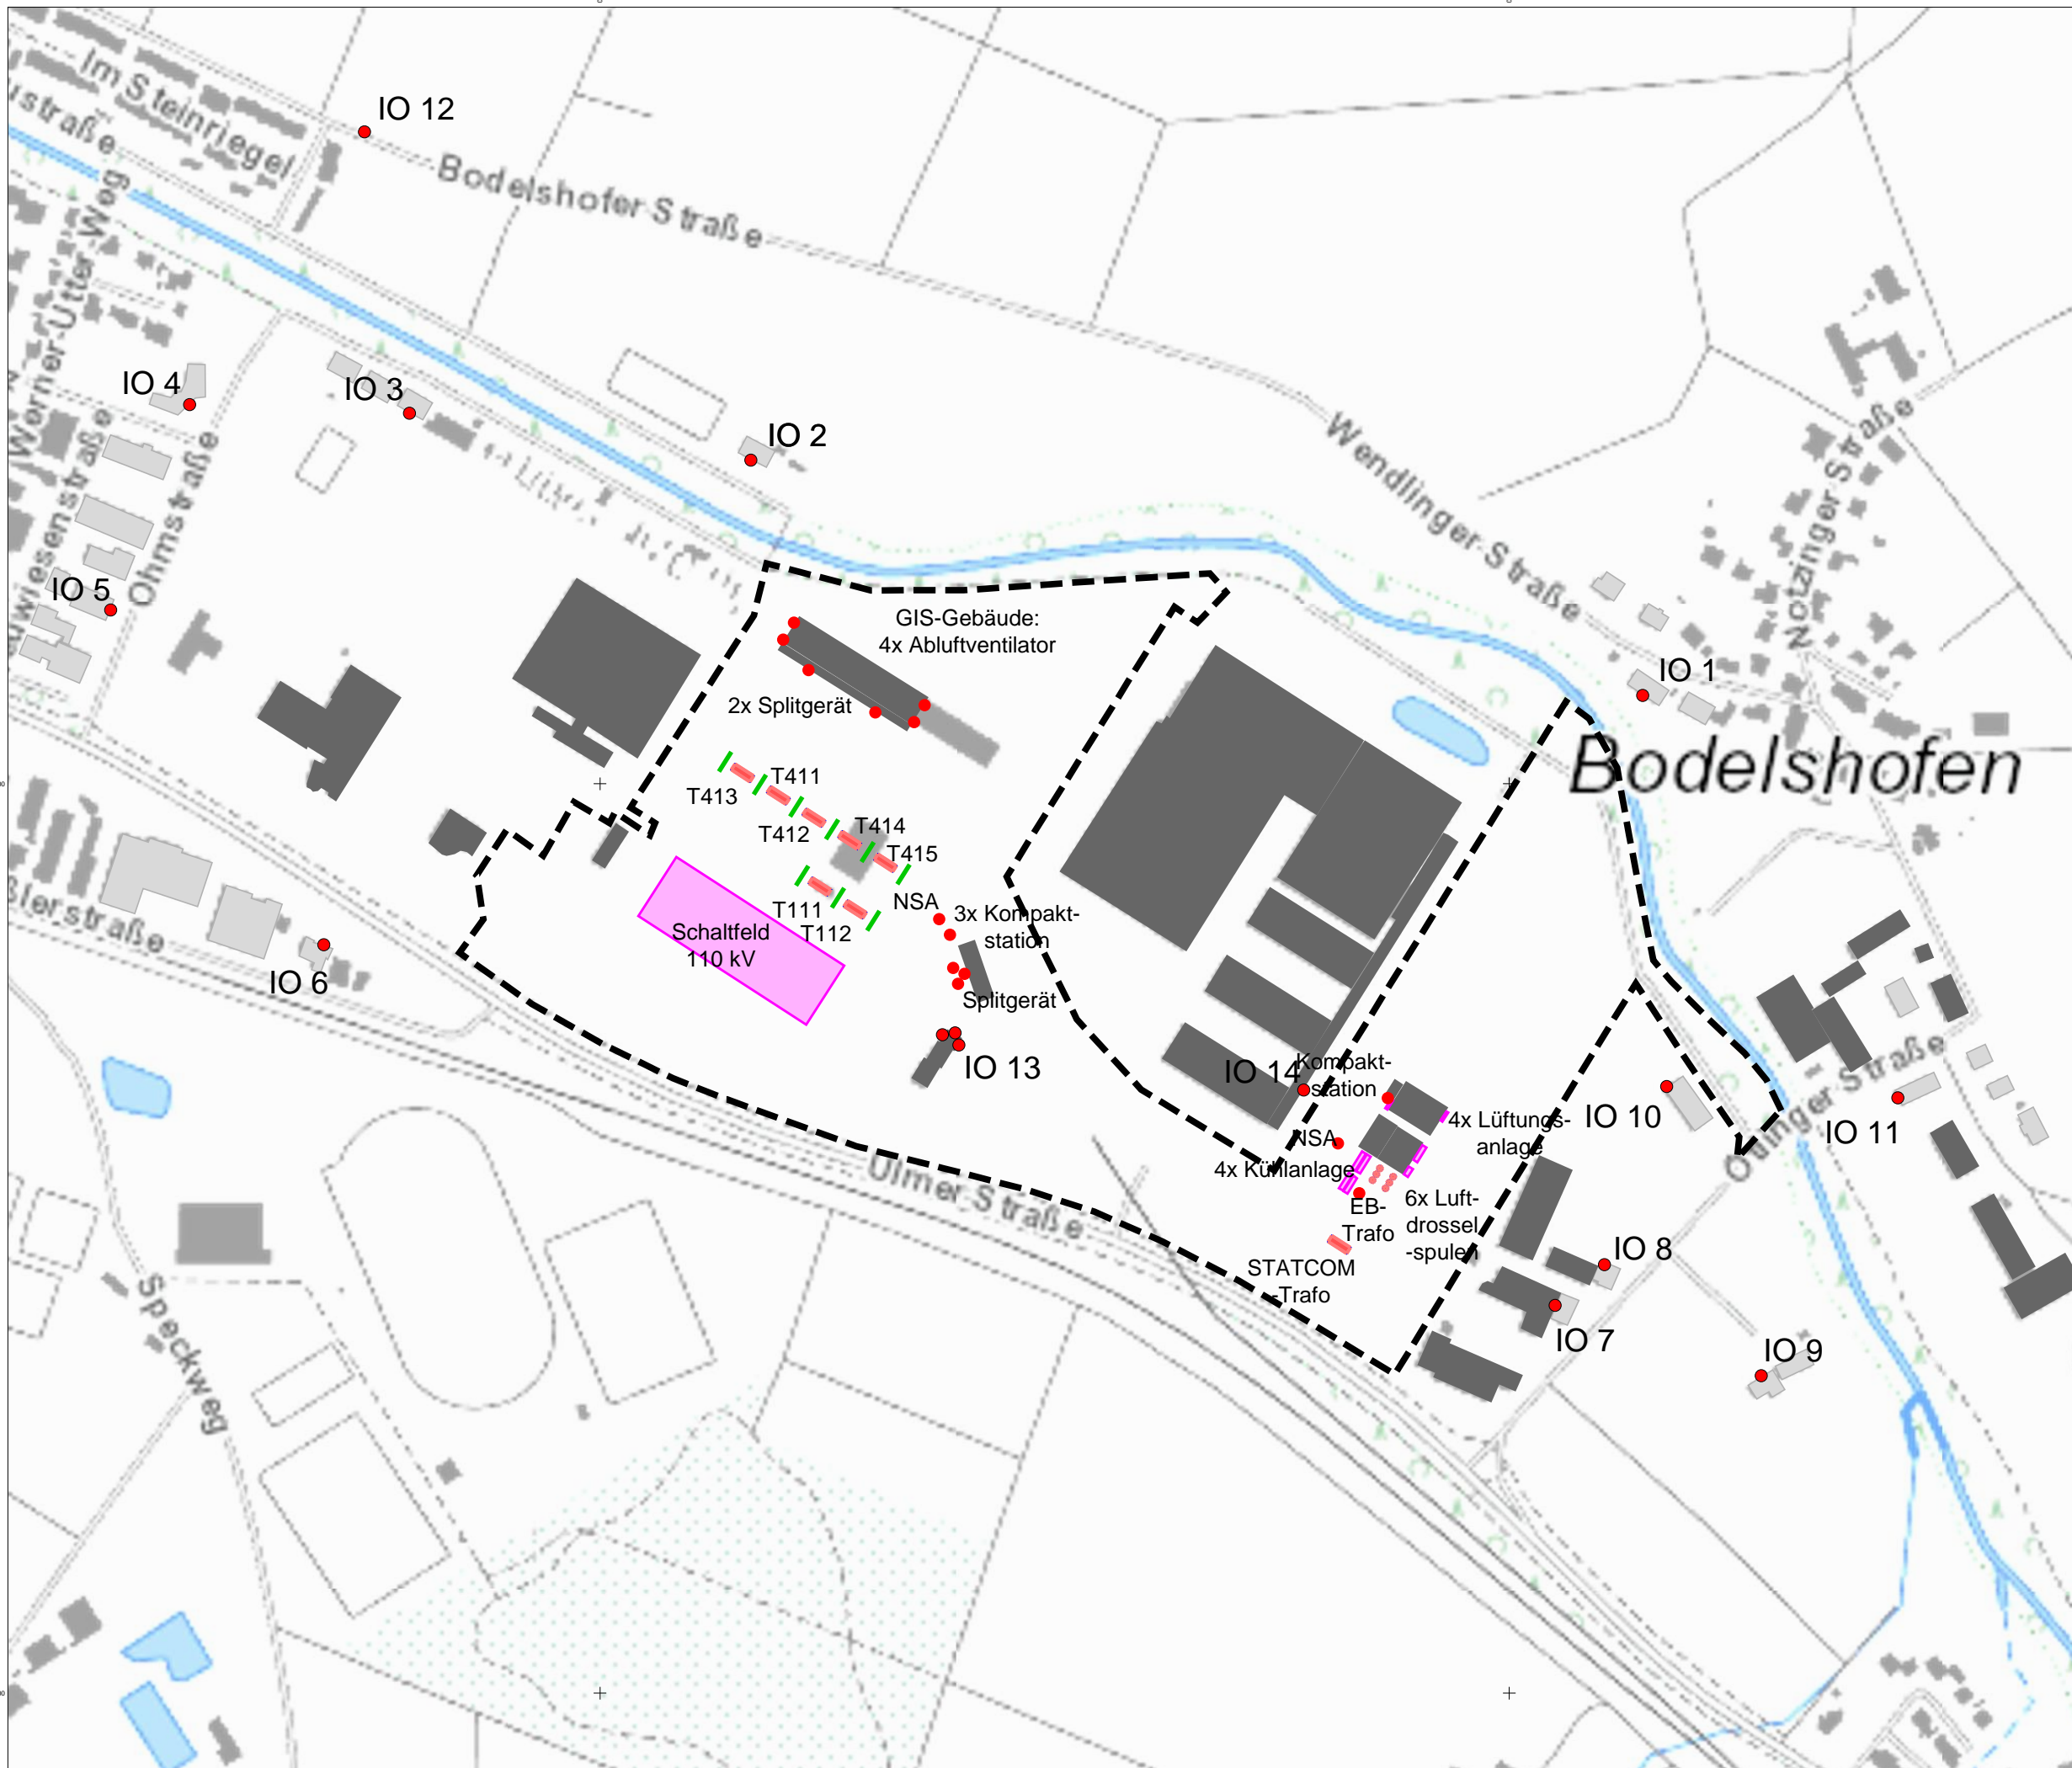 IO 12
Im Steinriegel
Bodelshofer Straße
Werner-Utter-Weg
IO 4
IO 3
IO 2
Wendlinger Straße
Notzinger Straße
Ohmstraße
IO 5
GIS-Gebäude:
4x Abluftventilator
2x Splitgerät
IO 1
Bodelshofen
T411
T413
T412
T414
T415
T111
T112
NSA
3x Kompakt-
station
Schaltfeld
110 kV
Splitgerät
IO 6
IO 13
IO 14
Kompakt-
station
NSA
4x Lüftungs-
anlage
4x Kühlanlage
EB-
Trafo
6x Luft-
drossel
-spulen
STATCOM
-Trafo
IO 10
IO 11
Ötlinger Straße
IO 8
IO 7
IO 9
Ulmer Straße
Speckweg